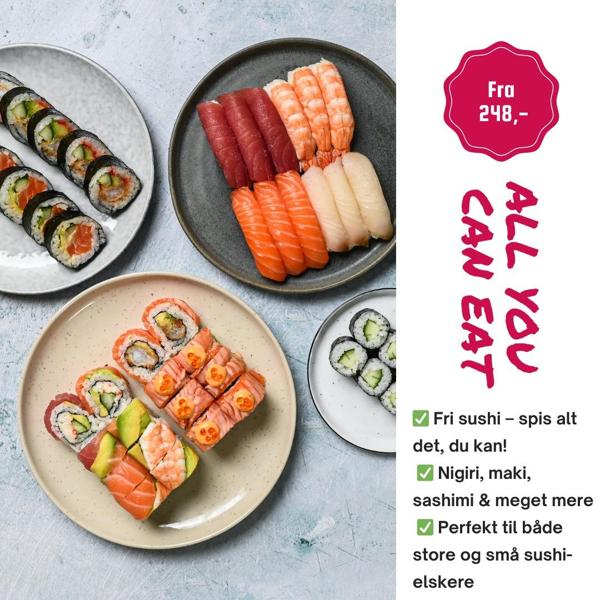 Fra
248,-
ALL YOU
CAN EAT
✅ Fri sushi – spis alt
det, du kan!
✅ Nigiri, maki,
sashimi & meget mere
✅ Perfekt til både
store og små sushi-
elskere